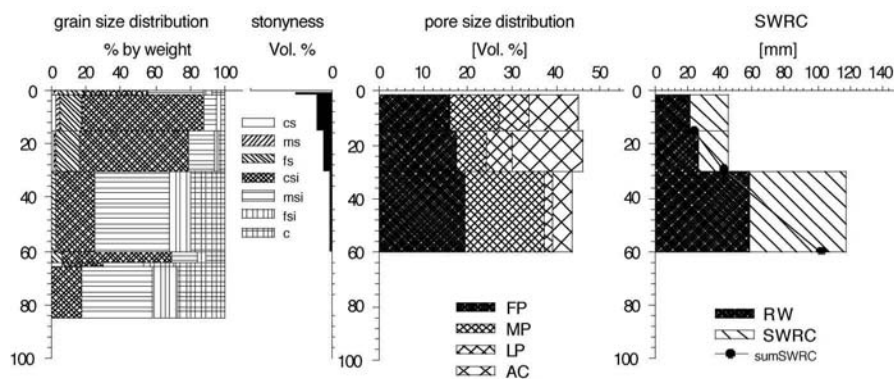 grain size distribution stonyness pore size distribution SWRC
% by weight Vol. % [Vol. %] [mm]
0 20 40 60 80 100 0 0 10 20 30 40 50 0 20 40 60 80 100 120 140
0 0 0
20 20 20
40 40 40
60 60 60
80 80 80
100 100 100
cs
ms
fs
csi
msi
fsi
c
FP
MP
LP
AC
RW
SWRC
sumSWRC